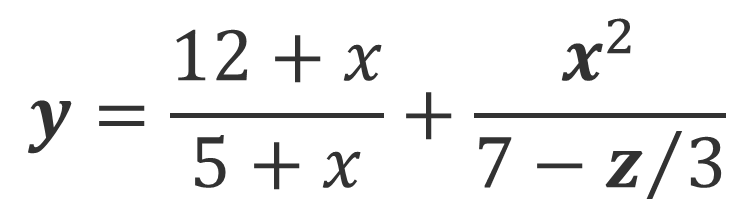 y = (12 + x)/(5 + x) + x²/(7 − z/3)